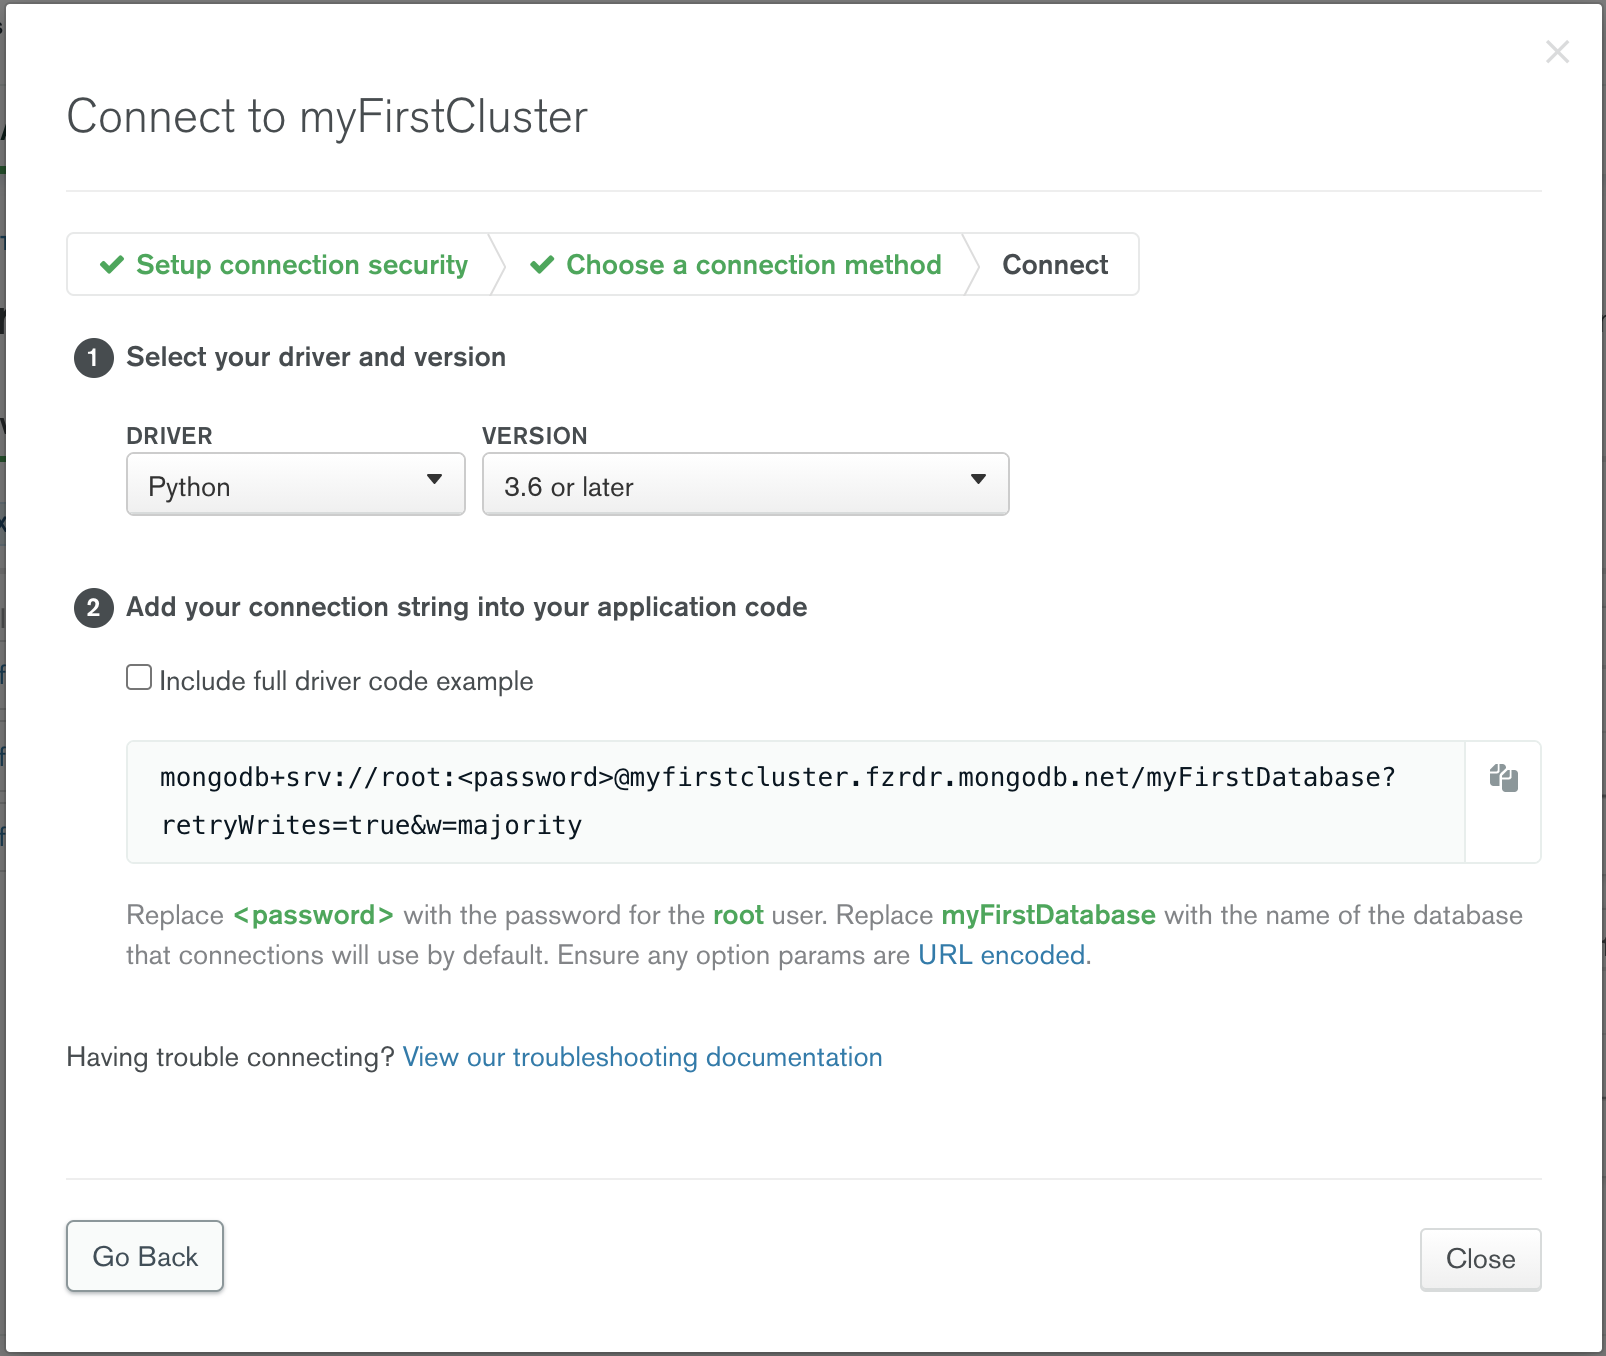 Connect to myFirstCluster
Setup connection security
Choose a connection method
Connect
1 Select your driver and version
DRIVER
VERSION
Python
3.6 or later
2 Add your connection string into your application code
Include full driver code example
mongodb+srv://root:<password>@myfirstcluster.fzrdr.mongodb.net/myFirstDatabase?
retryWrites=true&w=majority
Replace <password> with the password for the root user. Replace myFirstDatabase with the name of the database
that connections will use by default. Ensure any option params are URL encoded.
Having trouble connecting? View our troubleshooting documentation
Go Back
Close